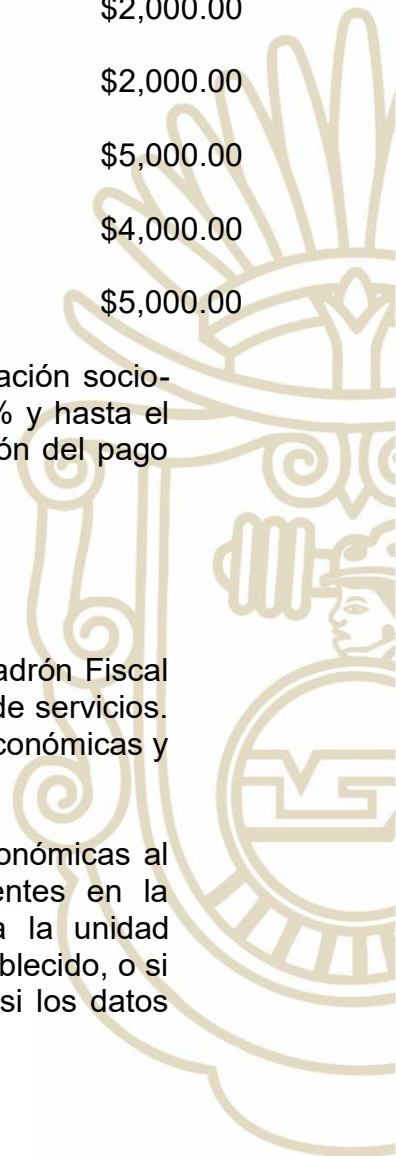 $2,000.00
$2,000.00
$5,000.00
$4,000.00
$5,000.00
ación socio-
% y hasta el
ón del pago
adrón Fiscal
de servicios.
conómicas y
onómicas al
entes en la
a la unidad
blecido, o si
si los datos